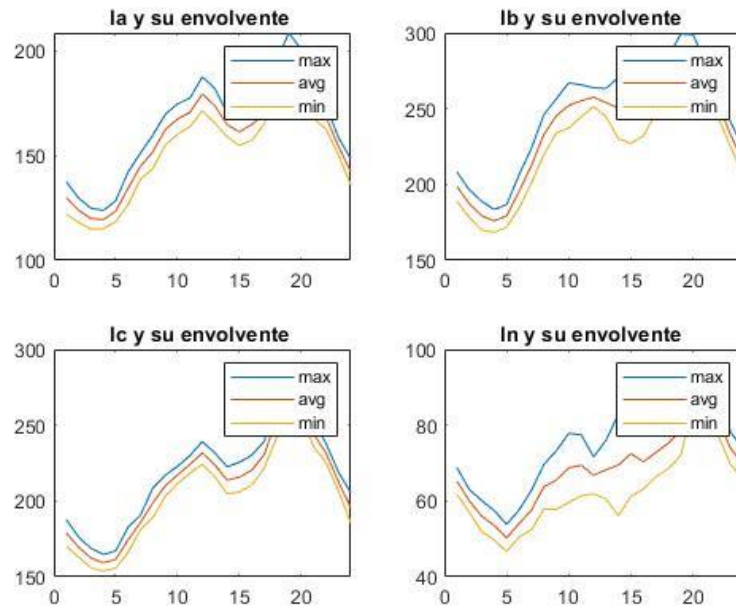 Ia y su envolvente
200
150
100
0 5 10 15 20
max
avg
min
Ib y su envolvente
300
250
200
150
0 5 10 15 20
max
avg
min
Ic y su envolvente
300
250
200
150
0 5 10 15 20
max
avg
min
In y su envolvente
100
80
60
40
0 5 10 15 20
max
avg
min